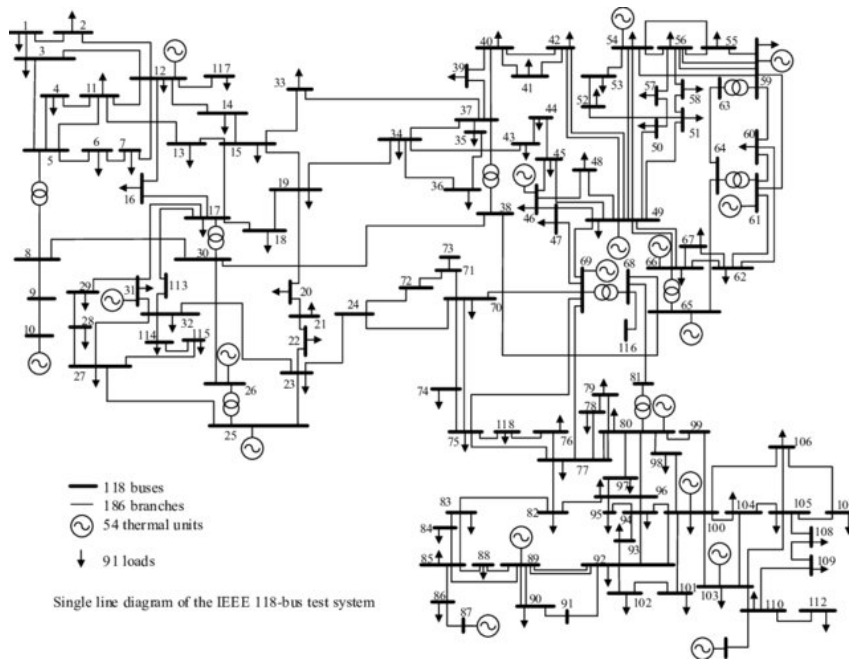 1 2 3 4 11 12 117 14
5 6 7 13 15 33
16 17 18 19
8 30
9 29 31 113 20
10 28 32 114 115 21
27 26 22 23
25 24
40 42 54 56 55 59
39 41 53 52 57 58 63
37 44 50 51 60
34 35 43 45 48 64
36 46 47 49 61
38 66 67 62
73 69 68 65
72 71 70 116
74 81
79 78 80 99
75 118 76 77 98 106
97 96
83 82 95 94 100 104 105 10
84 93 108
85 88 89 92 109
86 90 91 102 101 103 110 112
87
118 buses
186 branches
54 thermal units
91 loads
Single line diagram of the IEEE 118-bus test system